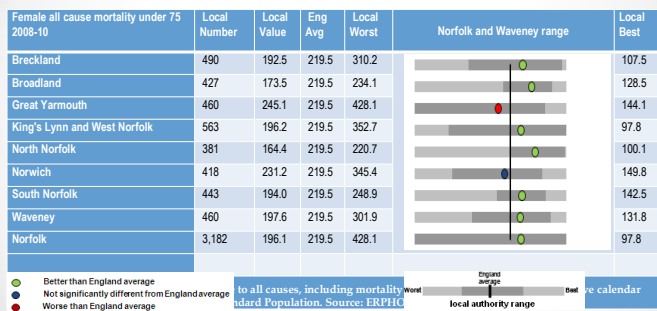 Female all cause mortality under 75 2008-10 Local Number Local Value Eng Avg Local Worst Norfolk and Waveney range Local Best
Breckland 490 192.5 219.5 310.2 107.5
Broadland 427 173.5 219.5 234.1 128.5
Great Yarmouth 460 245.1 219.5 428.1 144.1
King's Lynn and West Norfolk 563 196.2 219.5 352.7 97.8
North Norfolk 381 164.4 219.5 220.7 100.1
Norwich 418 231.2 219.5 345.4 149.8
South Norfolk 443 194.0 219.5 248.9 142.5
Waveney 460 197.6 219.5 301.9 131.8
Norfolk 3,182 196.1 219.5 428.1 97.8
Better than England average
Not significantly different from England average
Worse than England average
to all causes, including mortality ve calendar
ndard Population. Source: ERPHO
England
average
Worst Best
local authority range